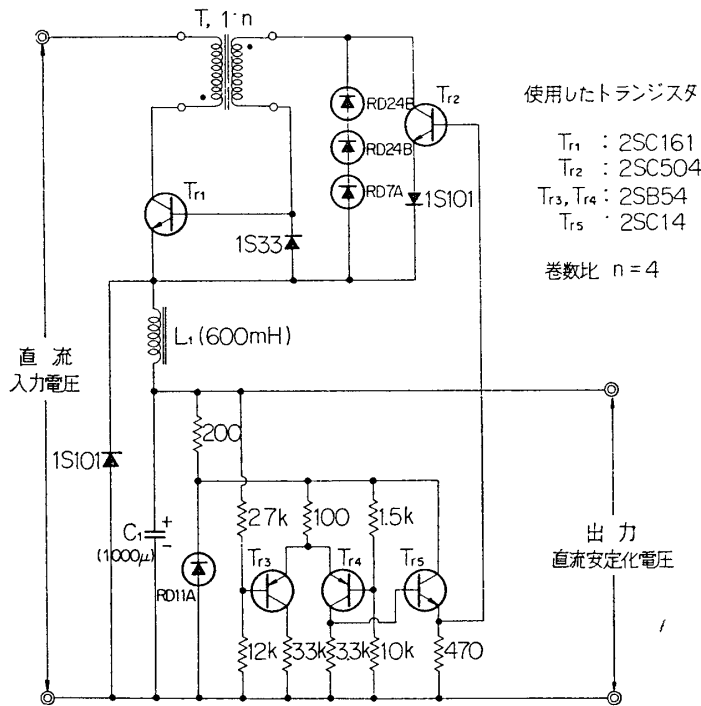 T, 1:n
RD24B
Tr2
RD24B
Tr1
RD7A
1S101
1S33
使用したトランジスタ
Tr1 : 2SC161
Tr2 : 2SC504
Tr3, Tr4 : 2SB54
Tr5 : 2SC14
巻数比 n=4
L1(600mH)
直流
入力電圧
200
1S101
2.7k
100
1.5k
C1
+
-
(1000μ)
Tr3
Tr4
Tr5
RD11A
12k
33k
3.3k
10k
470
出力
直流安定化電圧